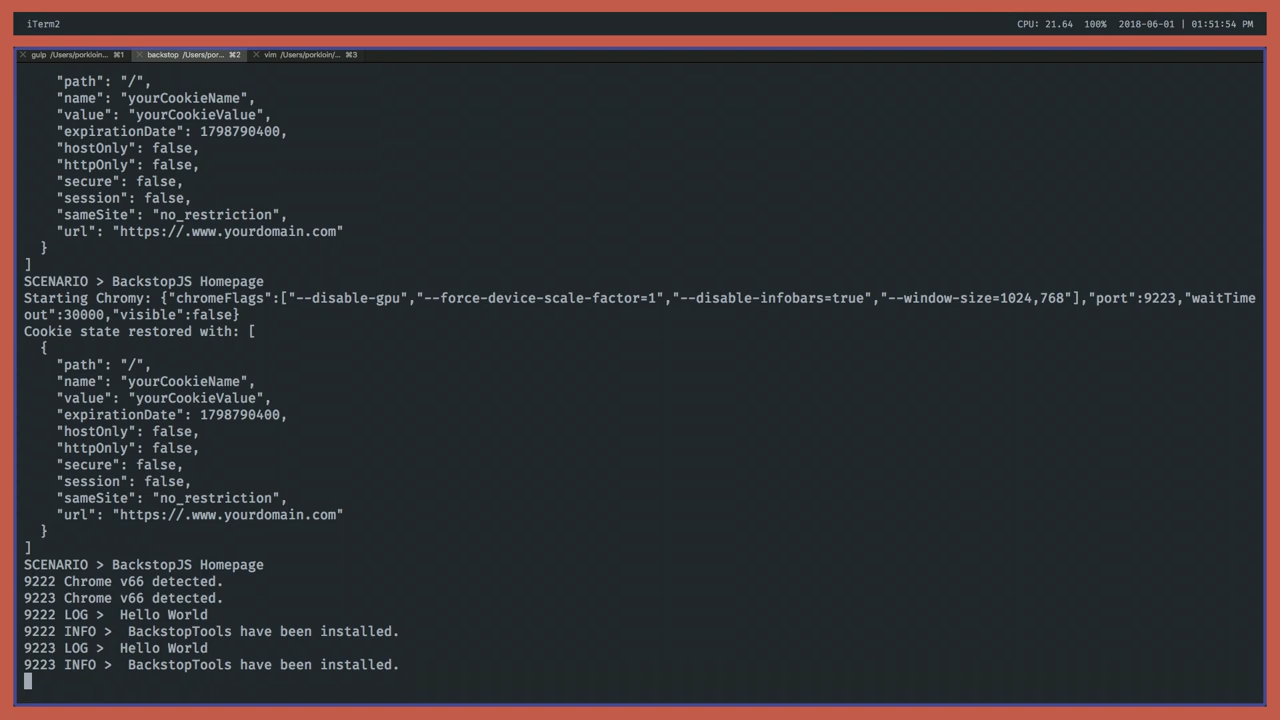 iTerm2
CPU: 21.64  100%  2018-06-01 | 01:51:54 PM
× gulp /Users/porkloin... ⌘1  × backstop /Users/por... ⌘2  × vim /Users/porkloin/... ⌘3
    "path": "/",
    "name": "yourCookieName",
    "value": "yourCookieValue",
    "expirationDate": 1798790400,
    "hostOnly": false,
    "httpOnly": false,
    "secure": false,
    "session": false,
    "sameSite": "no_restriction",
    "url": "https://.www.yourdomain.com"
  }
]
SCENARIO > BackstopJS Homepage
Starting Chromy: {"chromeFlags":["--disable-gpu","--force-device-scale-factor=1","--disable-infobars=true","--window-size=1024,768"],"port":9223,"waitTime
out":30000,"visible":false}
Cookie state restored with: [
  {
    "path": "/",
    "name": "yourCookieName",
    "value": "yourCookieValue",
    "expirationDate": 1798790400,
    "hostOnly": false,
    "httpOnly": false,
    "secure": false,
    "session": false,
    "sameSite": "no_restriction",
    "url": "https://.www.yourdomain.com"
  }
]
SCENARIO > BackstopJS Homepage
9222 Chrome v66 detected.
9223 Chrome v66 detected.
9222 LOG >  Hello World
9222 INFO >  BackstopTools have been installed.
9223 LOG >  Hello World
9223 INFO >  BackstopTools have been installed.